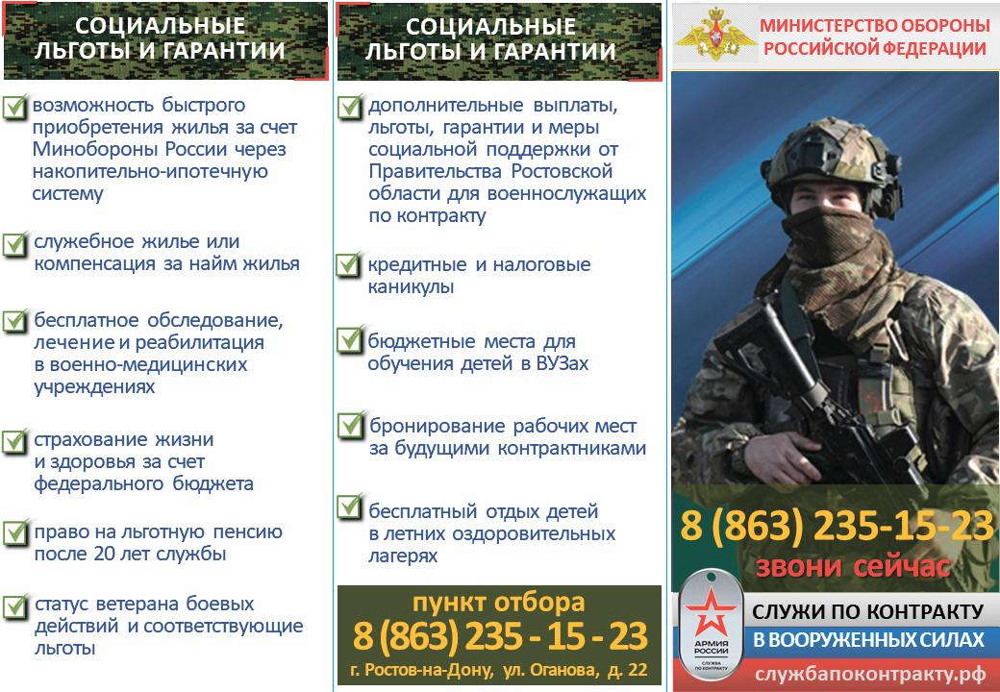 СОЦИАЛЬНЫЕ
ЛЬГОТЫ И ГАРАНТИИ
возможность быстрого
приобретения жилья за счет
Минобороны России через
накопительно-ипотечную
систему
служебное жилье или
компенсация за найм жилья
бесплатное обследование,
лечение и реабилитация
в военно-медицинских
учреждениях
страхование жизни
и здоровья за счет
федерального бюджета
право на льготную пенсию
после 20 лет службы
статус ветерана боевых
действий и соответствующие
льготы
СОЦИАЛЬНЫЕ
ЛЬГОТЫ И ГАРАНТИИ
дополнительные выплаты,
льготы, гарантии и меры
социальной поддержки от
Правительства Ростовской
области для военнослужащих
по контракту
кредитные и налоговые
каникулы
бюджетные места для
обучения детей в ВУЗах
бронирование рабочих мест
за будущими контрактниками
бесплатный отдых детей
в летних оздоровительных
лагерях
пункт отбора
8 (863) 235 - 15 - 23
г. Ростов-на-Дону, ул. Оганова, д. 22
МИНИСТЕРСТВО ОБОРОНЫ
РОССИЙСКОЙ ФЕДЕРАЦИИ
8 (863) 235-15-23
звони сейчас
АРМИЯ
РОССИИ
СЛУЖБА
ПО КОНТРАКТУ
СЛУЖИ ПО КОНТРАКТУ
В ВООРУЖЕННЫХ СИЛАХ
службапоконтракту.рф